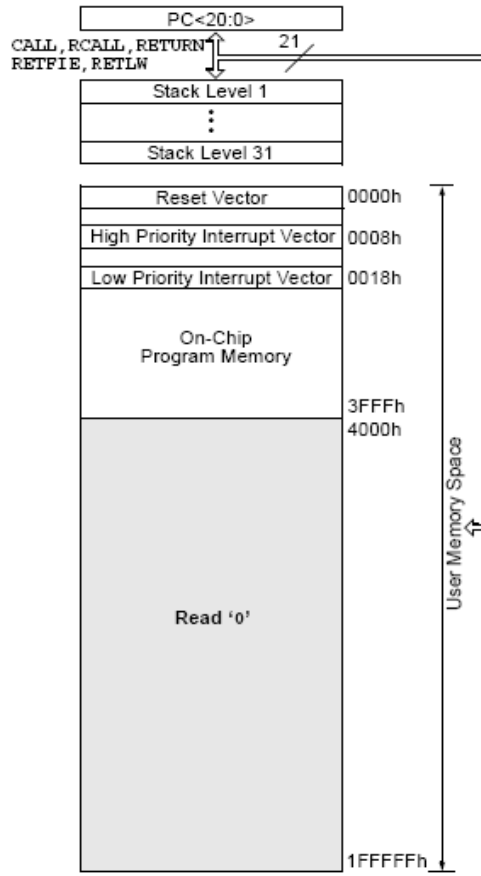 PC<20:0>
CALL,RCALL,RETURN
RETFIE,RETLW
21
Stack Level 1
Stack Level 31
Reset Vector
0000h
High Priority Interrupt Vector
0008h
Low Priority Interrupt Vector
0018h
On-Chip
Program Memory
3FFFh
4000h
User Memory Space
Read ‘0’
1FFFFFh